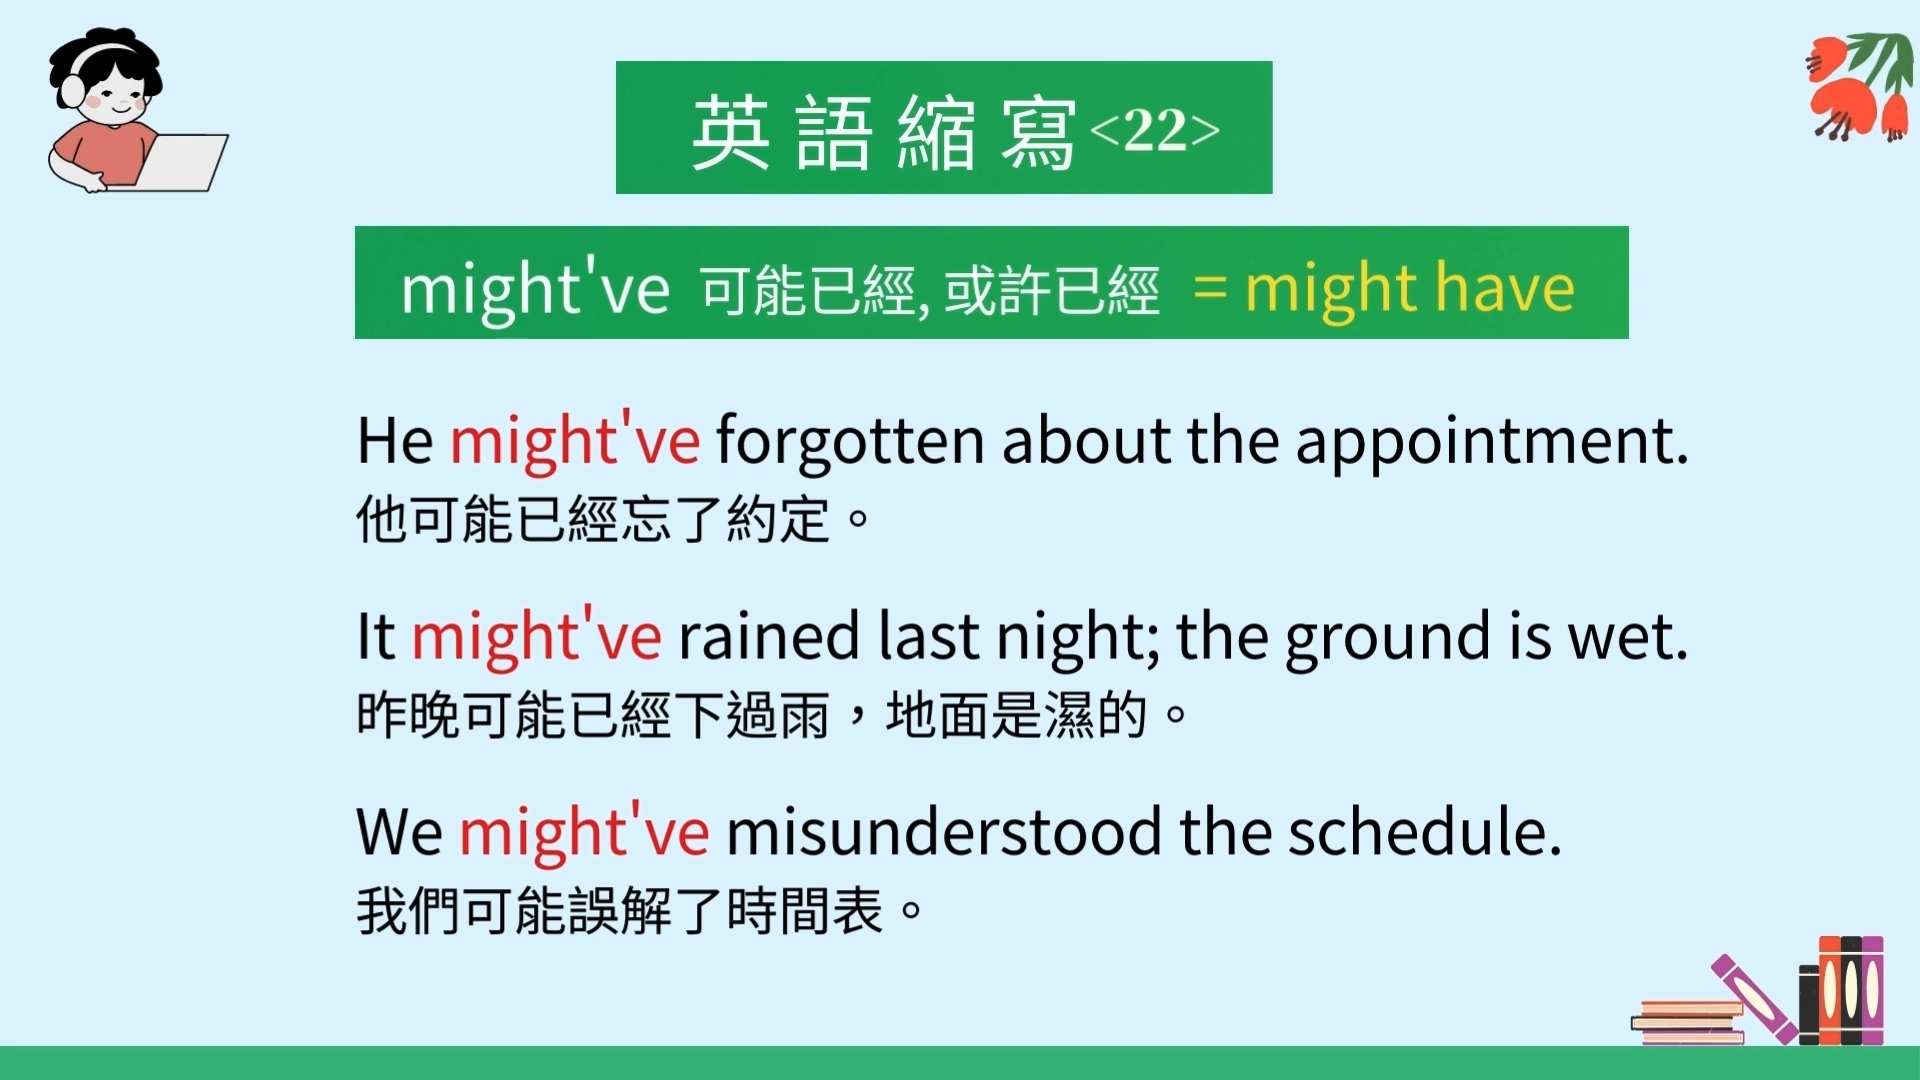 英語縮寫<22>
might've 可能已經, 或許已經 = might have
He might've forgotten about the appointment.
他可能已經忘了約定。
It might've rained last night; the ground is wet.
昨晚可能已經下過雨，地面是濕的。
We might've misunderstood the schedule.
我們可能誤解了時間表。